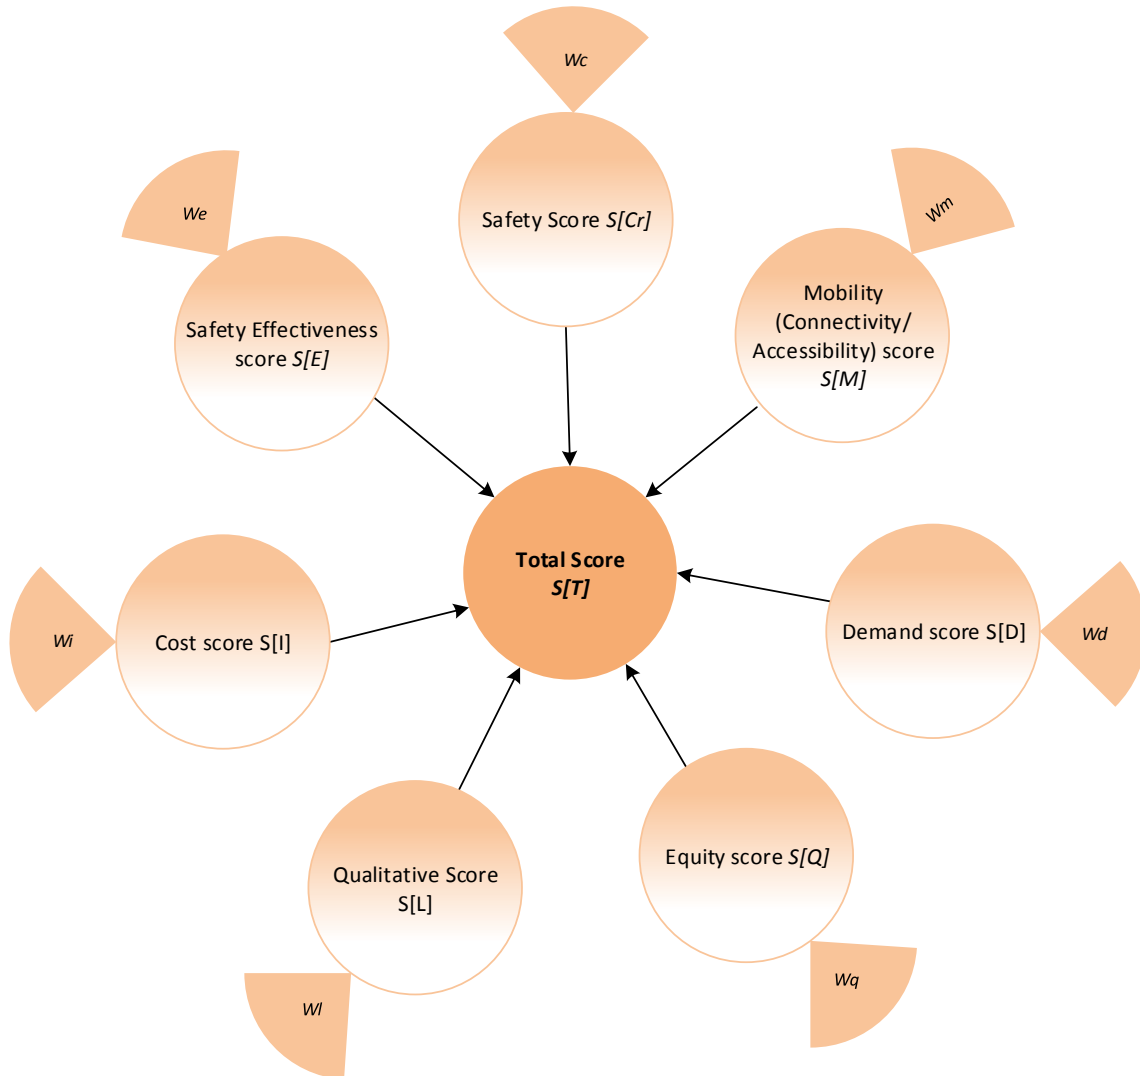 Wc
Safety Score S[Cr]
We
Safety Effectiveness
score S[E]
Wm
Mobility
(Connectivity/
Accessibility) score
S[M]
Total Score
S[T]
Wi
Cost score S[I]
Demand score S[D]
Wd
Qualitative Score
S[L]
Wl
Equity score S[Q]
Wq